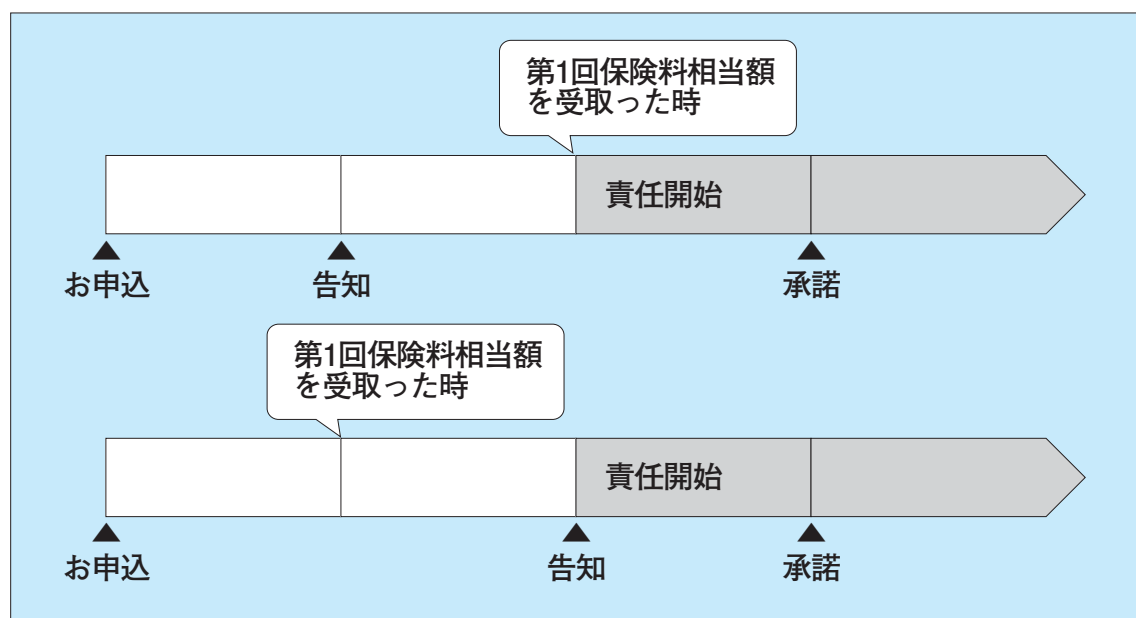 第1回保険料相当額
を受取った時
責任開始
お申込
告知
承諾
第1回保険料相当額
を受取った時
責任開始
お申込
告知
承諾